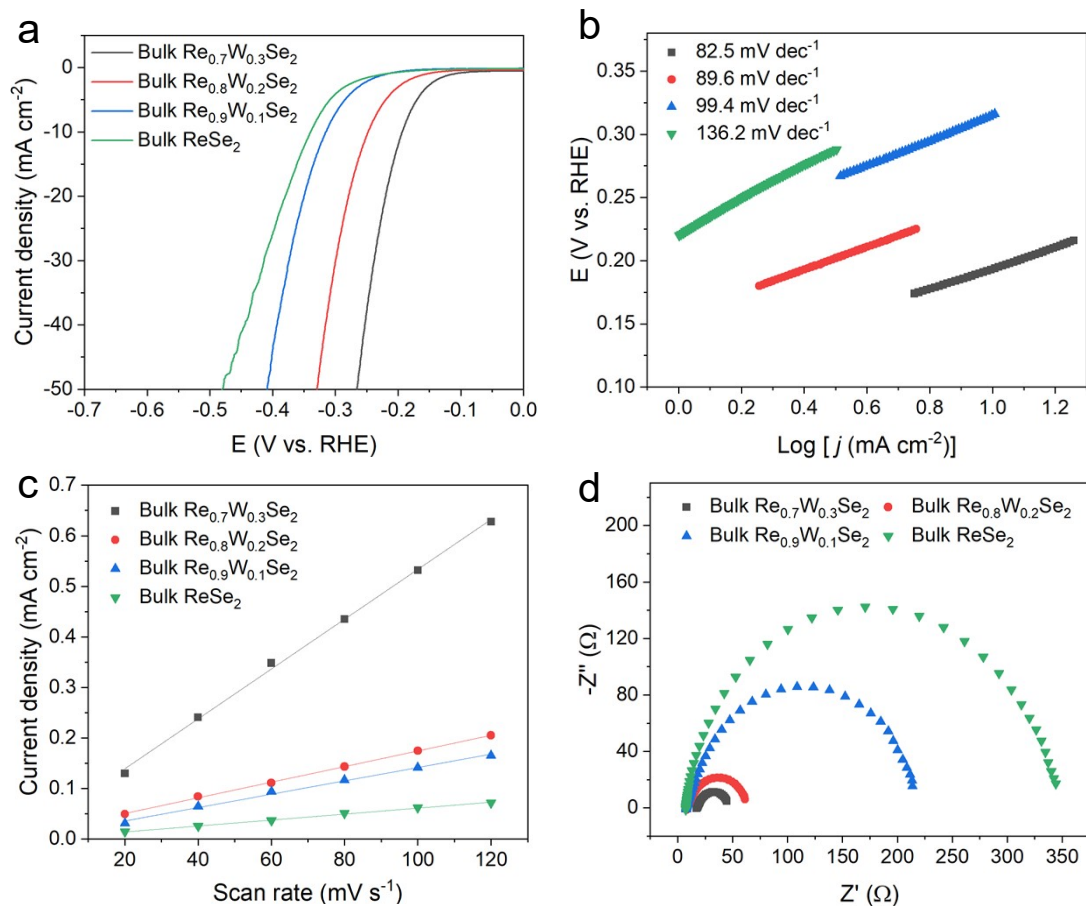 a
Bulk Re0.7W0.3Se2
Bulk Re0.8W0.2Se2
Bulk Re0.9W0.1Se2
Bulk ReSe2
Current density (mA cm-2)
0
-10
-20
-30
-40
-50
-0.7 -0.6 -0.5 -0.4 -0.3 -0.2 -0.1 0.0
E (V vs. RHE)
b
82.5 mV dec-1
89.6 mV dec-1
99.4 mV dec-1
136.2 mV dec-1
E (V vs. RHE)
0.35
0.30
0.25
0.20
0.15
0.10
0.0 0.2 0.4 0.6 0.8 1.0 1.2
Log [ j (mA cm-2)]
c
Bulk Re0.7W0.3Se2
Bulk Re0.8W0.2Se2
Bulk Re0.9W0.1Se2
Bulk ReSe2
Current density (mA cm-2)
0.7
0.6
0.5
0.4
0.3
0.2
0.1
0.0
20 40 60 80 100 120
Scan rate (mV s-1)
d
Bulk Re0.7W0.3Se2 Bulk Re0.8W0.2Se2
Bulk Re0.9W0.1Se2 Bulk ReSe2
-Z'' (Ω)
200
160
120
80
40
0
0 50 100 150 200 250 300 350
Z' (Ω)